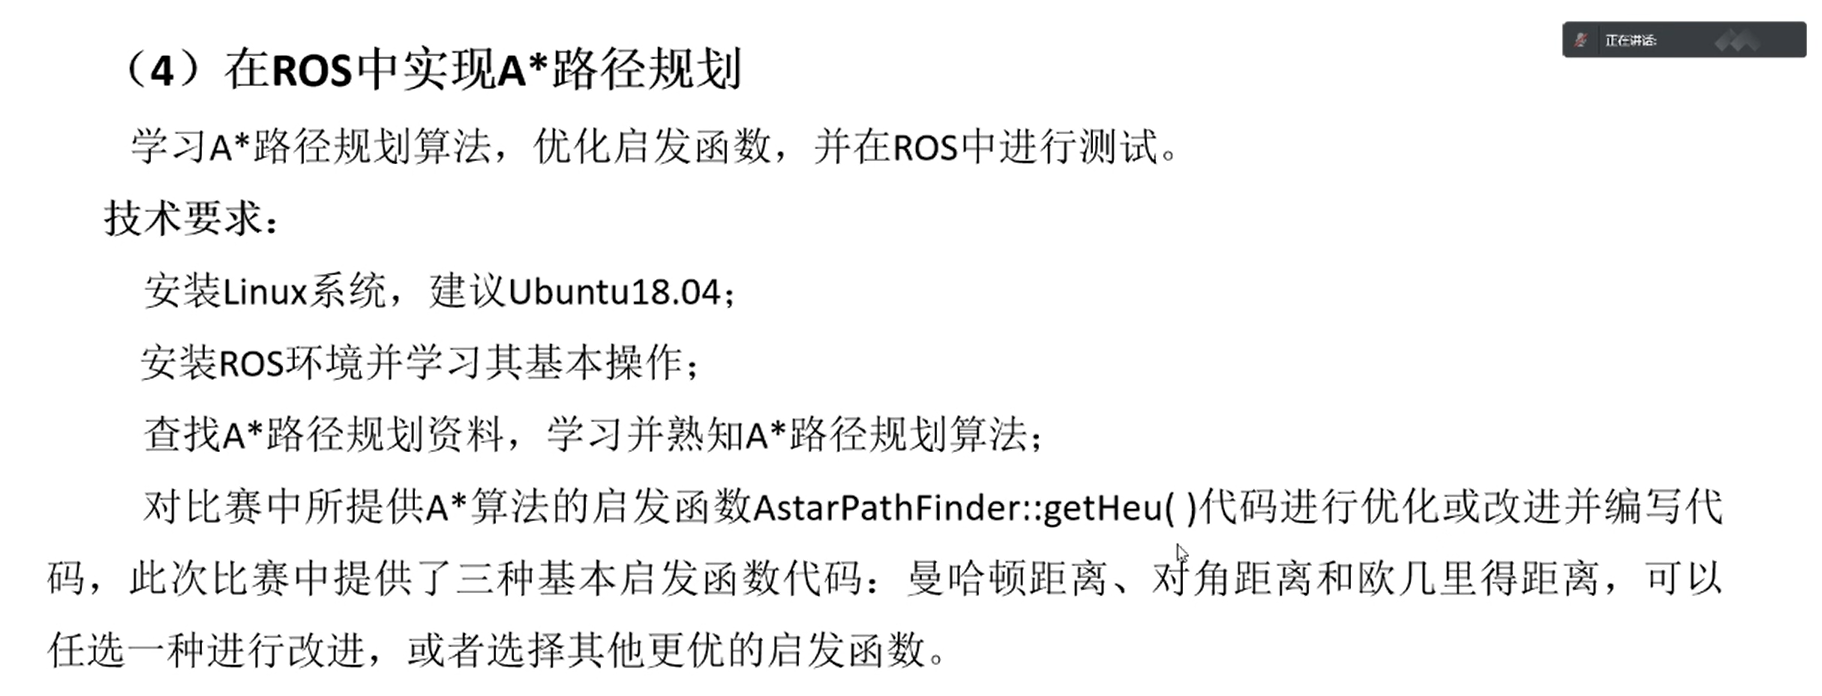 （4）在ROS中实现A*路径规划
正在讲话:
学习A*路径规划算法，优化启发函数，并在ROS中进行测试。
技术要求：
安装Linux系统，建议Ubuntu18.04；
安装ROS环境并学习其基本操作；
查找A*路径规划资料，学习并熟知A*路径规划算法；
对比赛中所提供A*算法的启发函数AstarPathFinder::getHeu( )代码进行优化或改进并编写代
码，此次比赛中提供了三种基本启发函数代码：曼哈顿距离、对角距离和欧几里得距离，可以
任选一种进行改进，或者选择其他更优的启发函数。